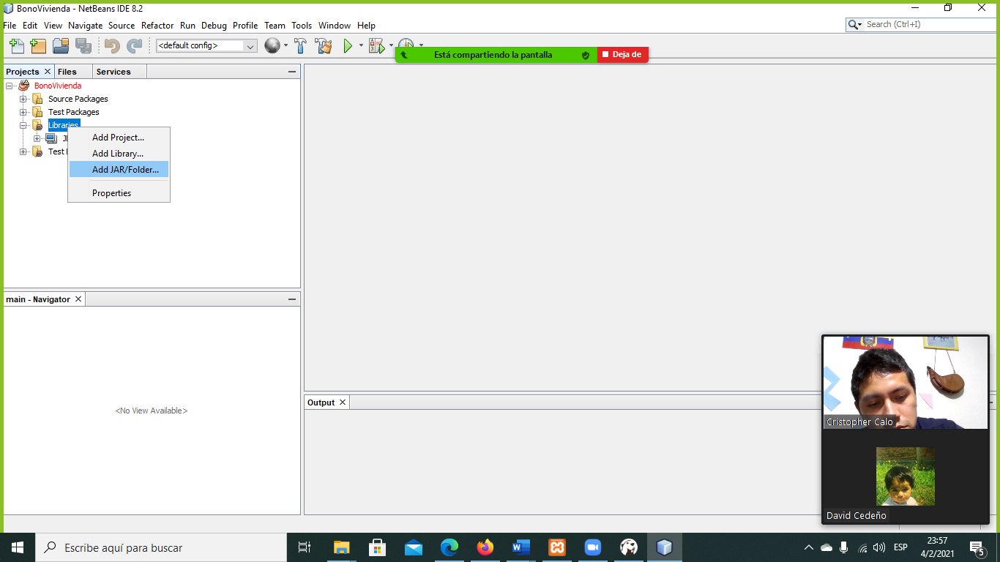 BonoVivienda - NetBeans IDE 8.2
File Edit View Navigate Source Refactor Run Debug Profile Team Tools Window Help
Search (Ctrl+I)
<default config>
Está compartiendo la pantalla
Deja de
Projects Files Services
BonoVivienda
Source Packages
Test Packages
Libraries
Test
Add Project...
Add Library...
Add JAR/Folder...
Properties
main - Navigator
<No View Available>
Output
Cristopher Calo
David Cedeño
Escribe aquí para buscar
ESP
23:57
4/2/2021
5